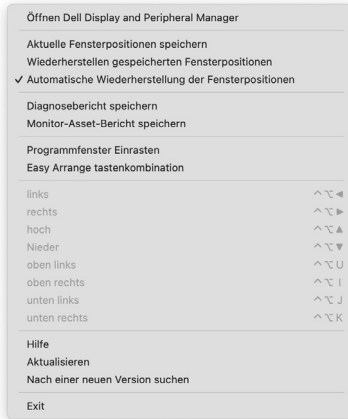 Öffnen Dell Display and Peripheral Manager
Aktuelle Fensterpositionen speichern
Wiederherstellen gespeicherten Fensterpositionen
✓ Automatische Wiederherstellung der Fensterpositionen
Diagnosebericht speichern
Monitor-Asset-Bericht speichern
Programmfenster Einrasten
Easy Arrange tastenkombination
links ^⌥◀
rechts ^⌥▶
hoch ^⌥▲
Nieder ^⌥▼
oben links ^⌥U
oben rechts ^⌥I
unten links ^⌥J
unten rechts ^⌥K
Hilfe
Aktualisieren
Nach einer neuen Version suchen
Exit